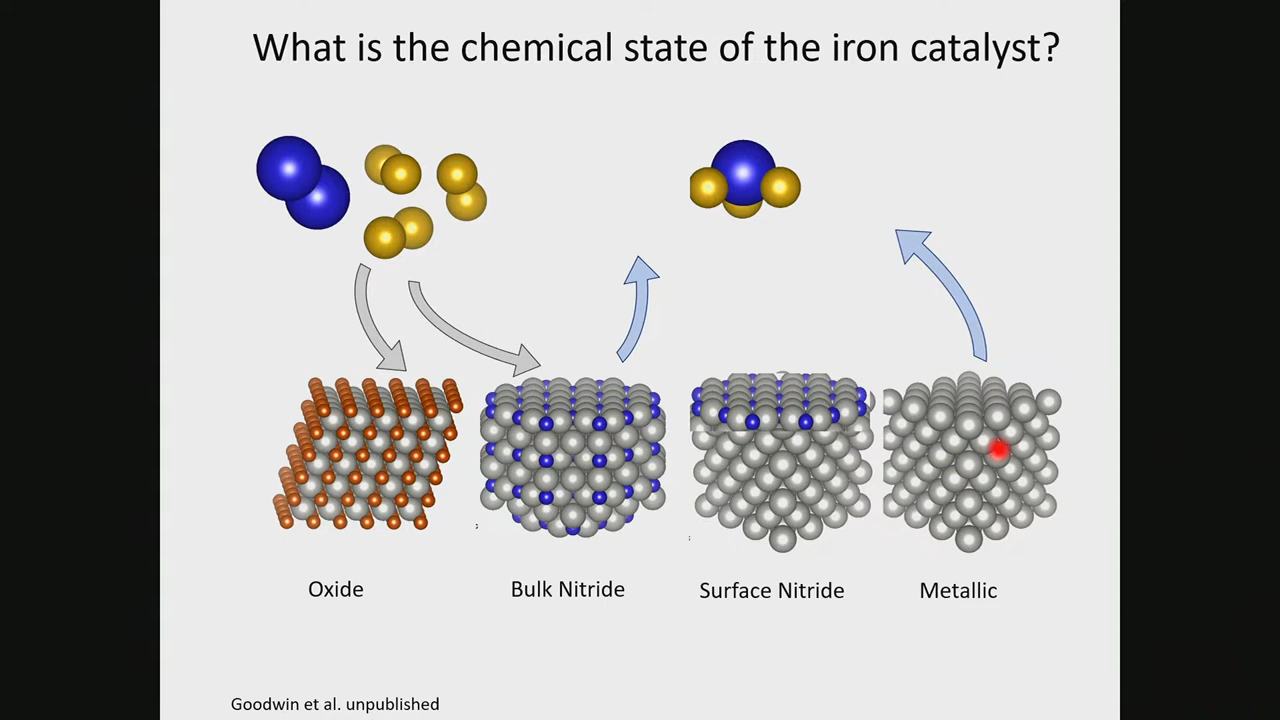 What is the chemical state of the iron catalyst?
Oxide
Bulk Nitride
Surface Nitride
Metallic
Goodwin et al. unpublished